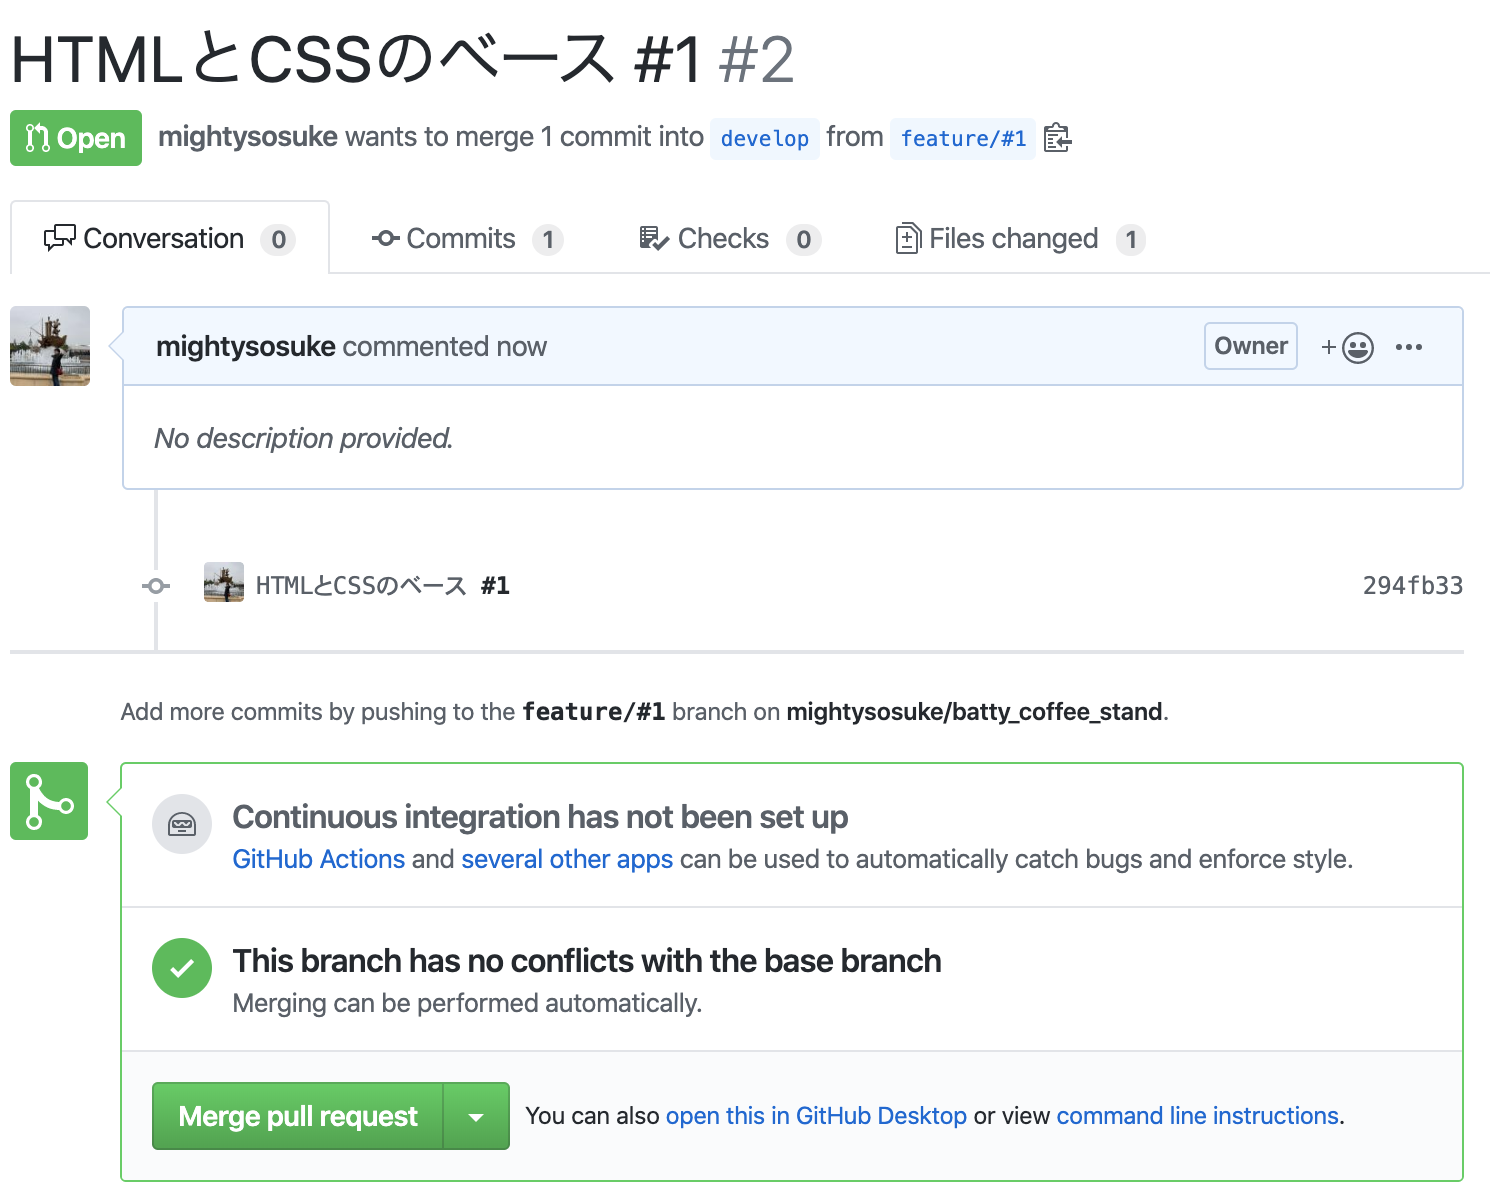 HTMLとCSSのベース #1 #2
Open mightysosuke wants to merge 1 commit into develop from feature/#1
Conversation 0 Commits 1 Checks 0 Files changed 1
mightysosuke commented now Owner +
No description provided.
HTMLとCSSのベース #1 294fb33
Add more commits by pushing to the feature/#1 branch on mightysosuke/batty_coffee_stand.
Continuous integration has not been set up
GitHub Actions and several other apps can be used to automatically catch bugs and enforce style.
This branch has no conflicts with the base branch
Merging can be performed automatically.
Merge pull request You can also open this in GitHub Desktop or view command line instructions.